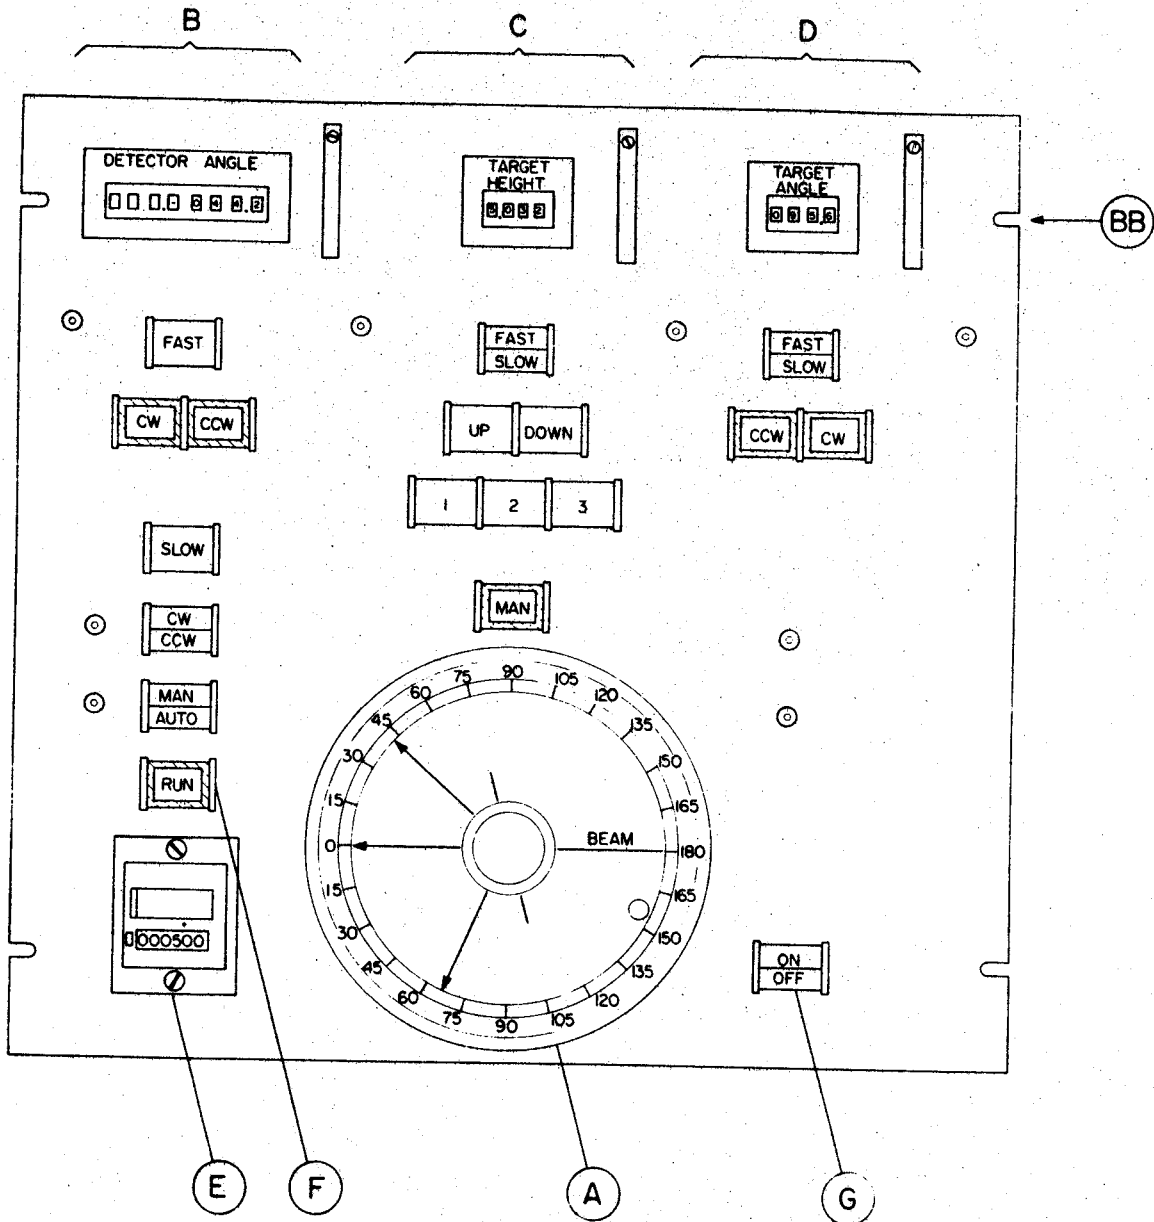 B
C
D
DETECTOR ANGLE
TARGET
HEIGHT
TARGET
ANGLE
BB
FAST
FAST
SLOW
FAST
SLOW
CW
CCW
UP
DOWN
CCW
CW
1
2
3
SLOW
MAN
CW
CCW
MAN
AUTO
RUN
0
15
30
45
60
75
90
105
120
135
150
165
180
165
150
135
120
105
90
75
60
45
30
15
BEAM
000500
ON
OFF
E
F
A
G